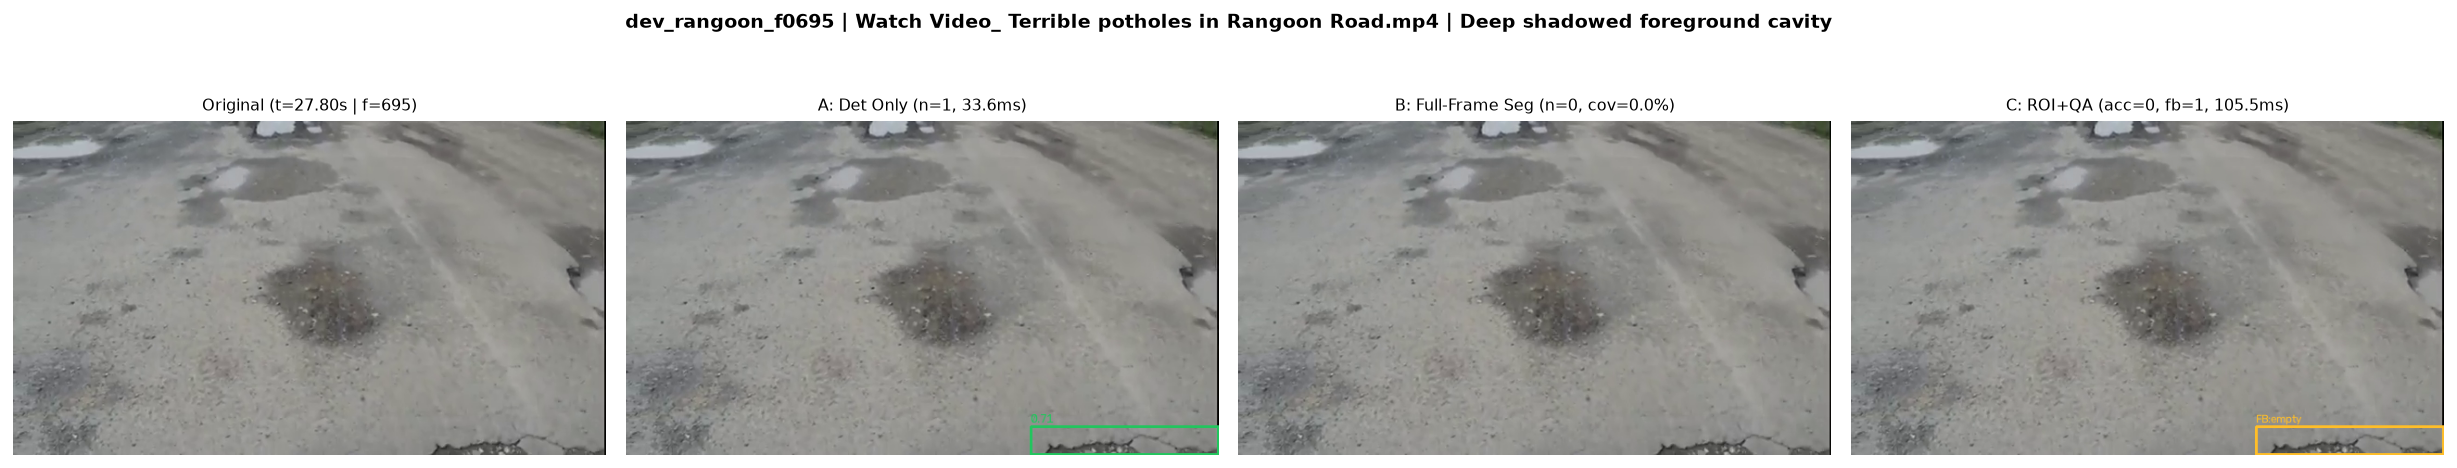 dev_rangoon_f0695 | Watch Video_ Terrible potholes in Rangoon Road.mp4 | Deep shadowed foreground cavity
Original (t=27.80s | f=695)
A: Det Only (n=1, 33.6ms)
B: Full-Frame Seg (n=0, cov=0.0%)
C: ROI+QA (acc=0, fb=1, 105.5ms)
FB:empty